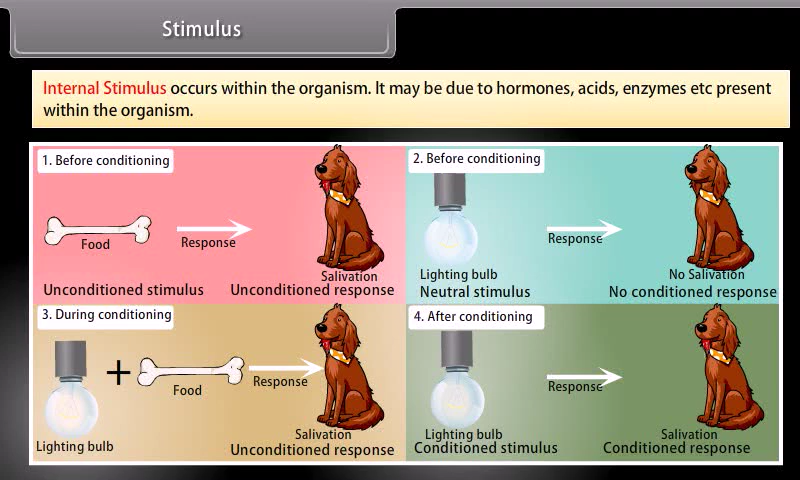 Stimulus
Internal Stimulus occurs within the organism. It may be due to hormones, acids, enzymes etc present
within the organism.
1. Before conditioning
Food
Response
Salivation
Unconditioned stimulus
Unconditioned response
2. Before conditioning
Response
Lighting bulb
No Salivation
Neutral stimulus
No conditioned response
3. During conditioning
+
Food
Response
Lighting bulb
Salivation
Unconditioned response
4. After conditioning
Response
Lighting bulb
Salivation
Conditioned stimulus
Conditioned response